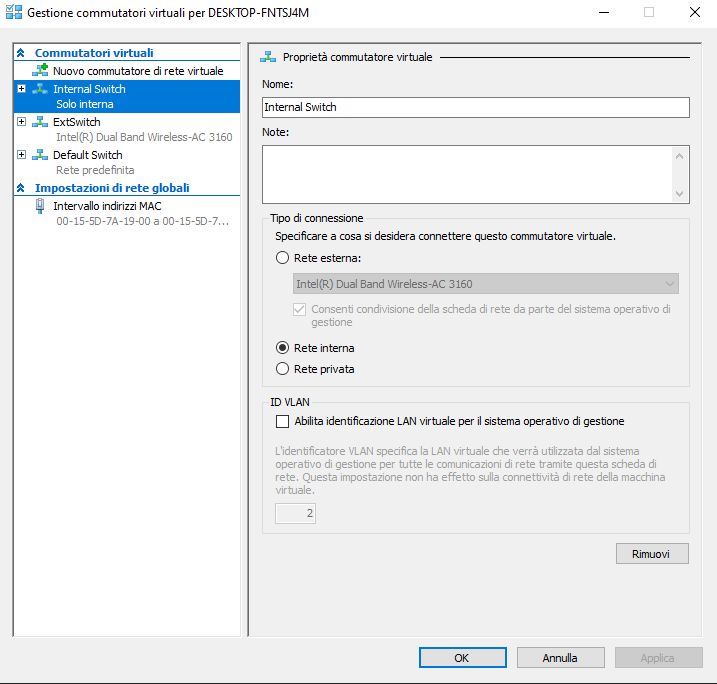 Gestione commutatori virtuali per DESKTOP-FNTSJ4M
Commutatori virtuali
Nuovo commutatore di rete virtuale
Internal Switch
Solo interna
ExtSwitch
Intel(R) Dual Band Wireless-AC 3160
Default Switch
Rete predefinita
Impostazioni di rete globali
Intervallo indirizzi MAC
00-15-5D-7A-19-00 a 00-15-5D-7...
Proprietà commutatore virtuale
Nome:
Internal Switch
Note:
Tipo di connessione
Specificare a cosa si desidera connettere questo commutatore virtuale.
Rete esterna:
Intel(R) Dual Band Wireless-AC 3160
Consenti condivisione della scheda di rete da parte del sistema operativo di
gestione
Rete interna
Rete privata
ID VLAN
Abilita identificazione LAN virtuale per il sistema operativo di gestione
L'identificatore VLAN specifica la LAN virtuale che verrà utilizzata dal sistema
operativo di gestione per tutte le comunicazioni di rete tramite questa scheda di
rete. Questa impostazione non ha effetto sulla connettività di rete della macchina
virtuale.
2
Rimuovi
OK
Annulla
Applica